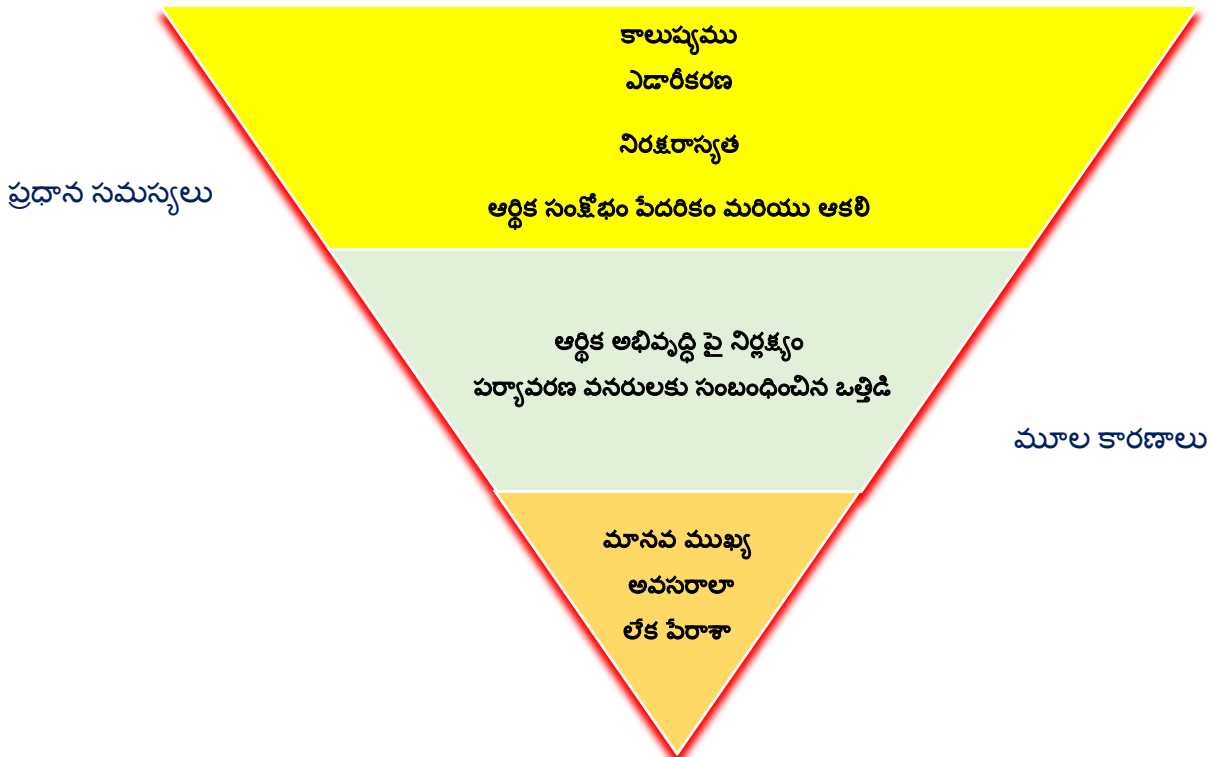 కాలుష్యము
ఎడారీకరణ
నిరక్షరాస్యత
ప్రధాన సమస్యలు
ఆర్థిక సంక్షోభం పేదరికం మరియు ఆకలి
ఆర్థిక అభివృద్ధి పై నిర్లక్ష్యం
పర్యావరణ వనరులకు సంబంధించిన ఒత్తిడి
మూల కారణాలు
మానవ ముఖ్య
అవసరాలా
లేక పేరాశా